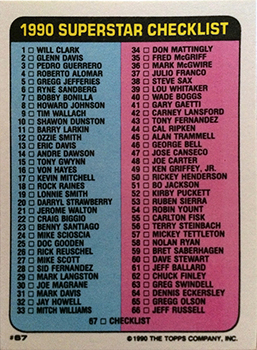 1990 SUPERSTAR CHECKLIST
1 WILL CLARK
2 GLENN DAVIS
3 PEDRO GUERRERO
4 ROBERTO ALOMAR
5 GREGG JEFFERIES
6 RYNE SANDBERG
7 BOBBY BONILLA
8 HOWARD JOHNSON
9 TIM WALLACH
10 SHAWON DUNSTON
11 BARRY LARKIN
12 OZZIE SMITH
13 ERIC DAVIS
14 ANDRE DAWSON
15 TONY GWYNN
16 VON HAYES
17 KEVIN MITCHELL
18 ROCK RAINES
19 LONNIE SMITH
20 DARRYL STRAWBERRY
21 JEROME WALTON
22 CRAIG BIGGIO
23 BENNY SANTIAGO
24 MIKE SCIOSCIA
25 DOC GOODEN
26 RICK REUSCHEL
27 MIKE SCOTT
28 SID FERNANDEZ
29 MARK LANGSTON
30 JOE MAGRANE
31 MARK DAVIS
32 JAY HOWELL
33 MITCH WILLIAMS
34 DON MATTINGLY
35 FRED McGRIFF
36 MARK McGWIRE
37 JULIO FRANCO
38 STEVE SAX
39 LOU WHITAKER
40 WADE BOGGS
41 GARY GAETTI
42 CARNEY LANSFORD
43 TONY FERNANDEZ
44 CAL RIPKEN
45 ALAN TRAMMELL
46 GEORGE BELL
47 JOSE CANSECO
48 JOE CARTER
49 KEN GRIFFEY, JR.
50 RICKEY HENDERSON
51 BO JACKSON
52 KIRBY PUCKETT
53 RUBEN SIERRA
54 ROBIN YOUNT
55 CARLTON FISK
56 TERRY STEINBACH
57 MICKEY TETTLETON
58 NOLAN RYAN
59 BRET SABERHAGEN
60 DAVE STEWART
61 JEFF BALLARD
62 CHUCK FINLEY
63 GREG SWINDELL
64 DENNIS ECKERSLEY
65 GREGG OLSON
66 JEFF RUSSELL
67 CHECKLIST
#67 © 1990 THE TOPPS COMPANY, INC.